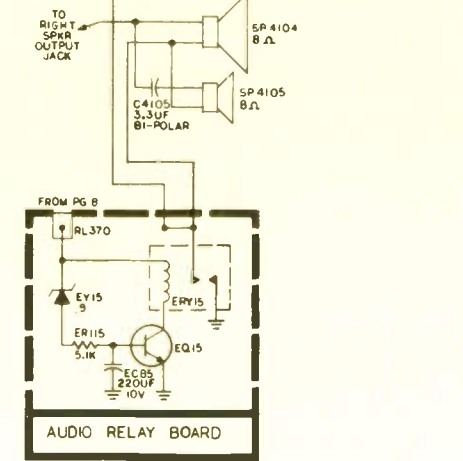 TO
RIGHT
SPKR
OUTPUT
JACK
SP4104
8Ω
SP4105
8Ω
C4105
3.3UF
BI-POLAR
FROM PG 8
RL370
EY15
9
ERY15
ER115
5.1K
EQ15
EC85
220UF
10V
AUDIO RELAY BOARD